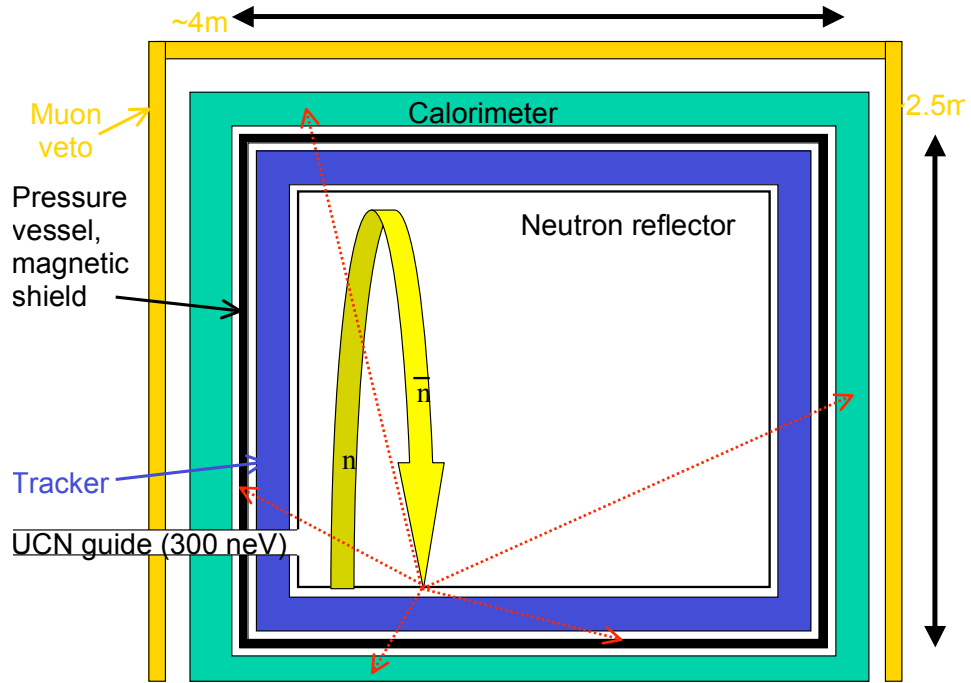 ~4m
Calorimeter
~2.5m
Muon
veto
Pressure
vessel,
magnetic
shield
Neutron reflector
n̅
n
Tracker
UCN guide (300 neV)